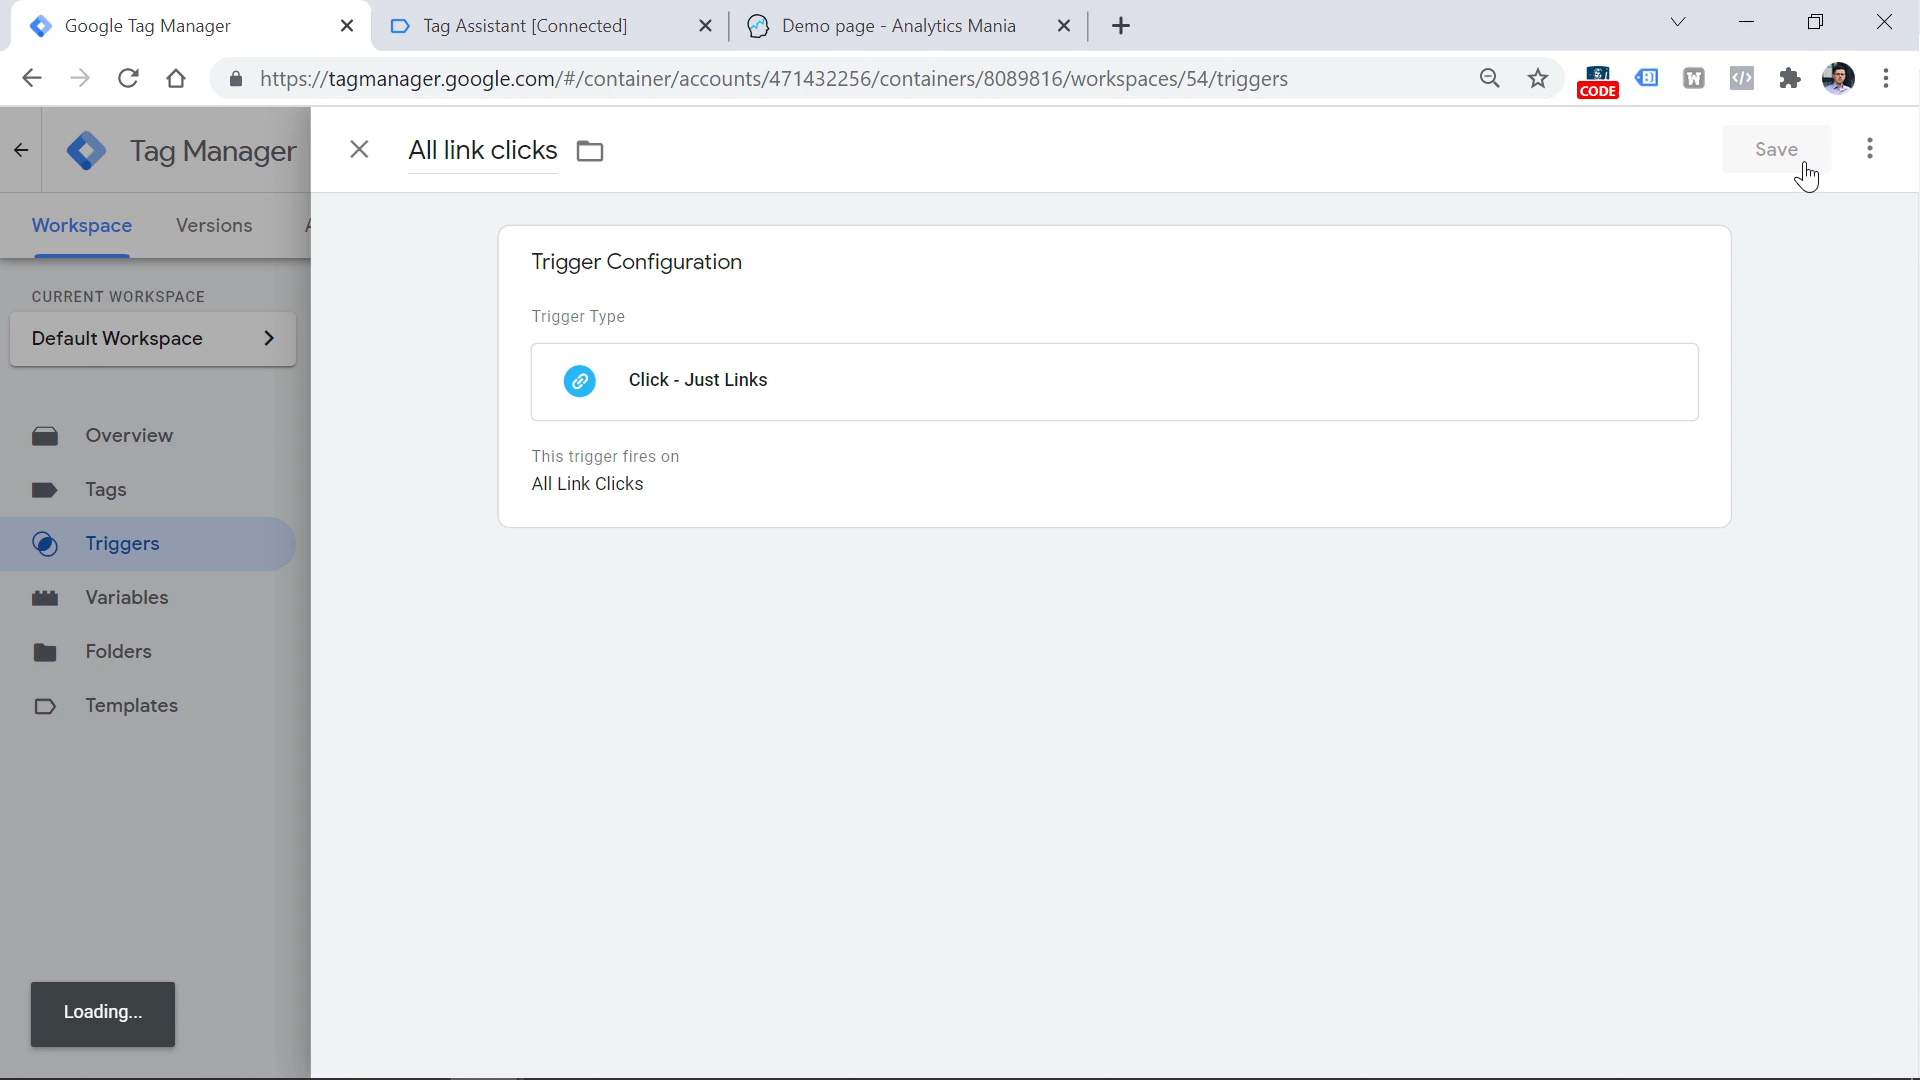 Google Tag Manager
Tag Assistant [Connected]
Demo page - Analytics Mania
https://tagmanager.google.com/#/container/accounts/471432256/containers/8089816/workspaces/54/triggers
CODE
W
Tag Manager
All link clicks
Save
Workspace
Versions
A
CURRENT WORKSPACE
Default Workspace
Overview
Tags
Triggers
Variables
Folders
Templates
Trigger Configuration
Trigger Type
Click - Just Links
This trigger fires on
All Link Clicks
Loading...